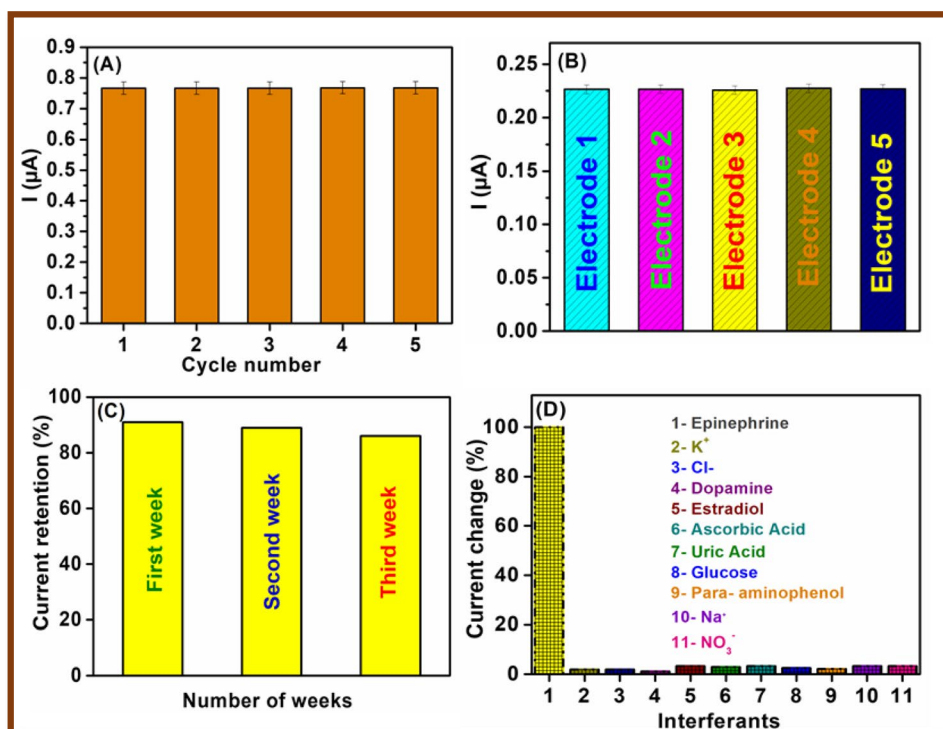 (A)
0.9
0.8
0.7
0.6
0.5
0.4
0.3
0.2
0.1
0.0
I (µA)
1 2 3 4 5
Cycle number
(B)
0.25
0.20
0.15
0.10
0.05
0.00
I (µA)
Electrode 1
Electrode 2
Electrode 3
Electrode 4
Electrode 5
(C)
100
80
60
40
20
0
Current retention (%)
First week
Second week
Third week
Number of weeks
(D)
100
80
60
40
20
0
Current change (%)
1- Epinephrine
2- K⁺
3- Cl-
4- Dopamine
5- Estradiol
6- Ascorbic Acid
7- Uric Acid
8- Glucose
9- Para- aminophenol
10- Na⁺
11- NO₃⁻
1 2 3 4 5 6 7 8 9 10 11
Interferants